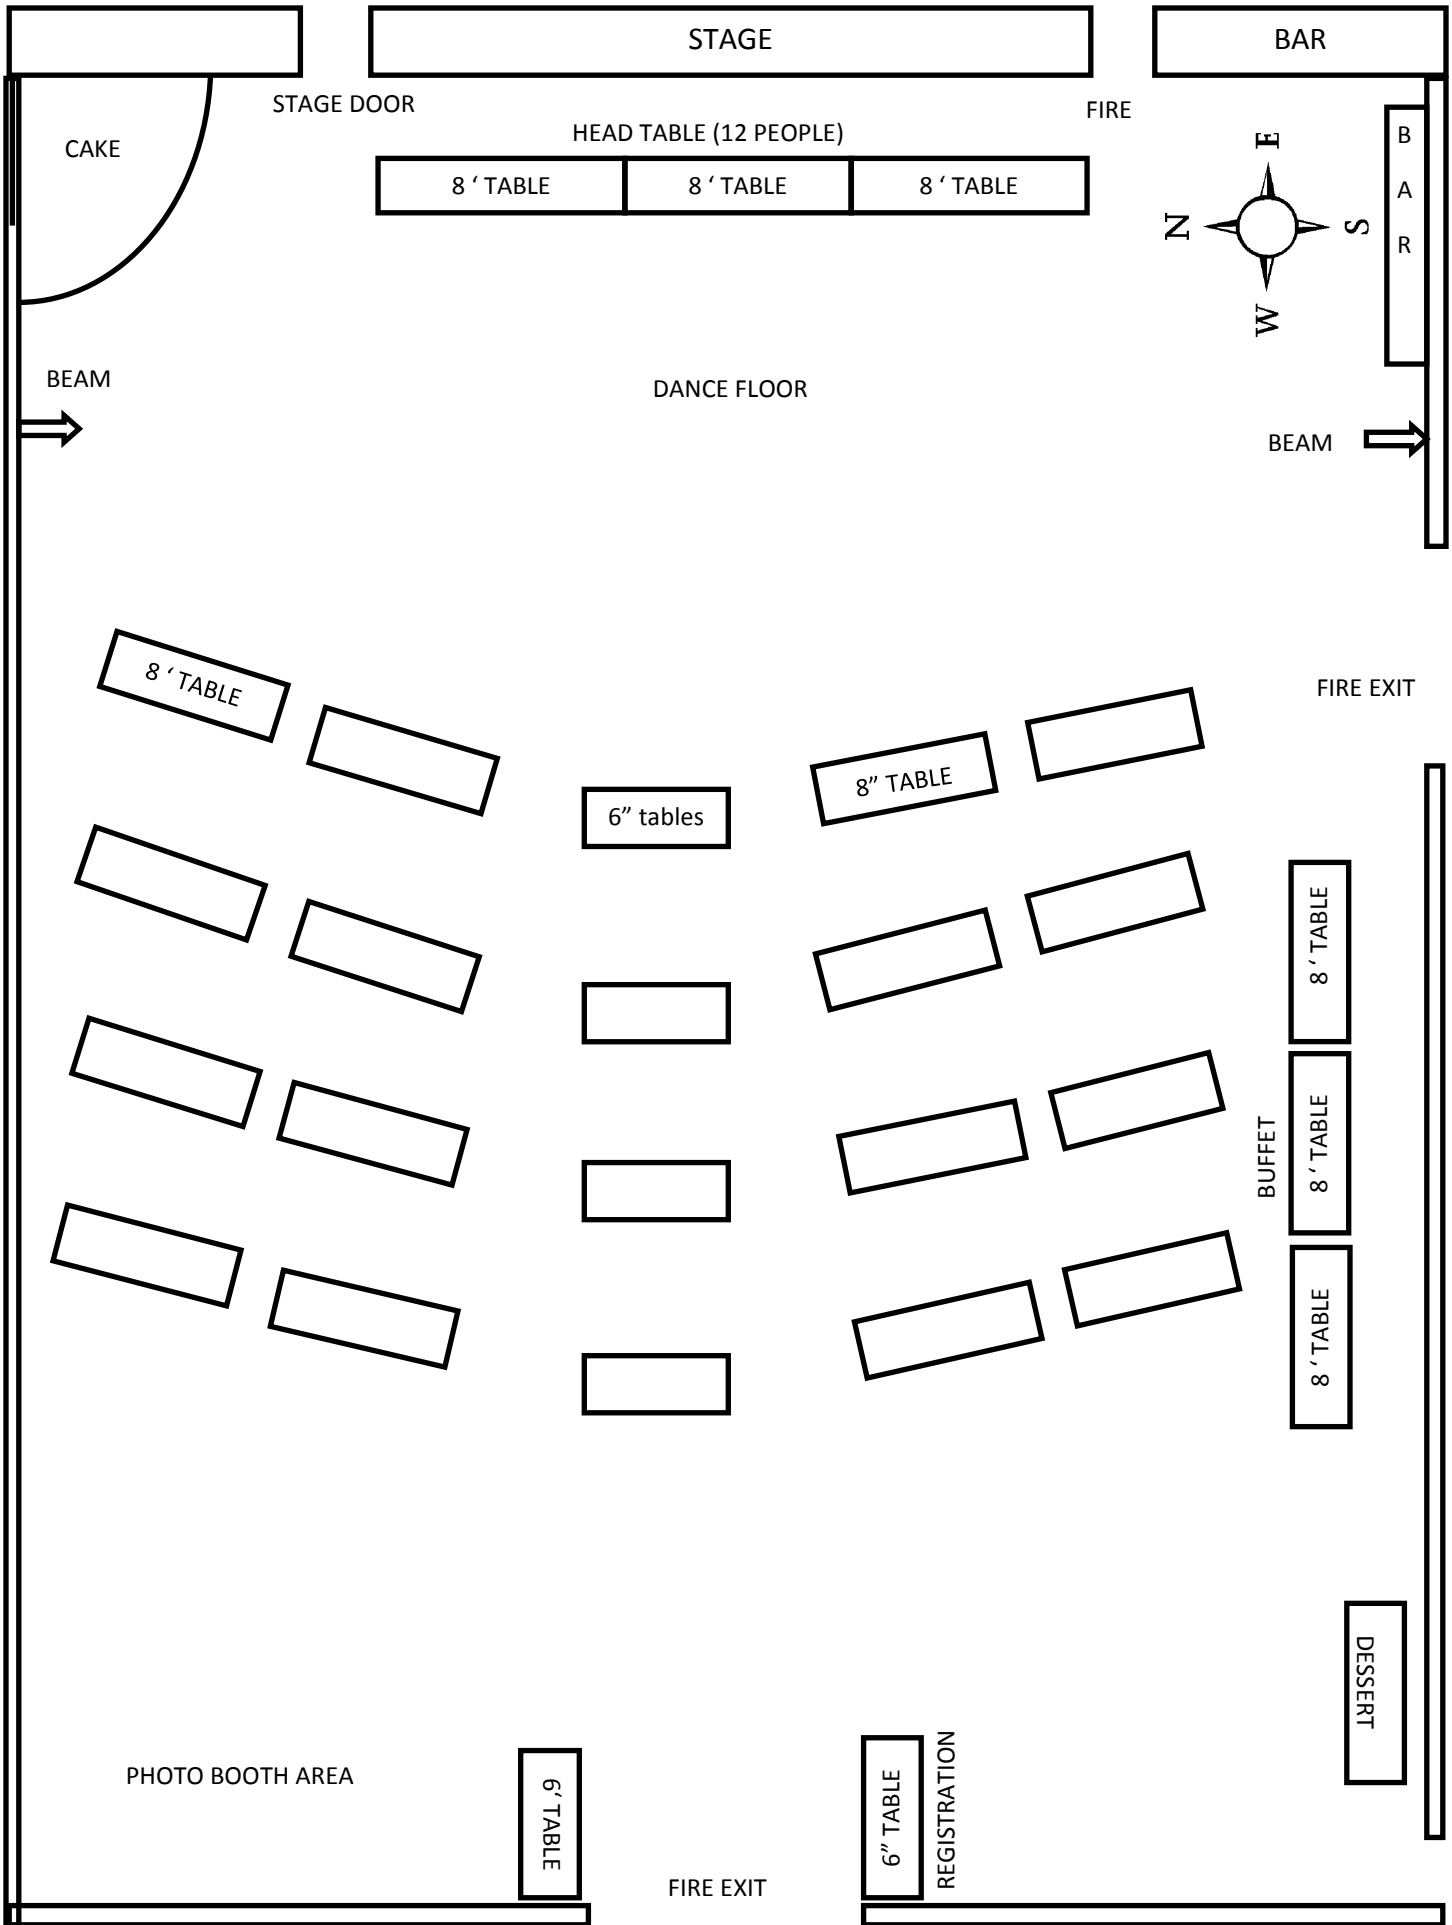 STAGE
BAR
STAGE DOOR
FIRE
CAKE
HEAD TABLE (12 PEOPLE)
8 ‘ TABLE
8 ‘ TABLE
8 ‘ TABLE
E
N
S
W
B
A
R
BEAM
DANCE FLOOR
BEAM
8 ‘ TABLE
FIRE EXIT
8” TABLE
6” tables
8 ‘ TABLE
BUFFET
8 ‘ TABLE
8 ‘ TABLE
DESSERT
PHOTO BOOTH AREA
6‘ TABLE
6” TABLE
REGISTRATION
FIRE EXIT